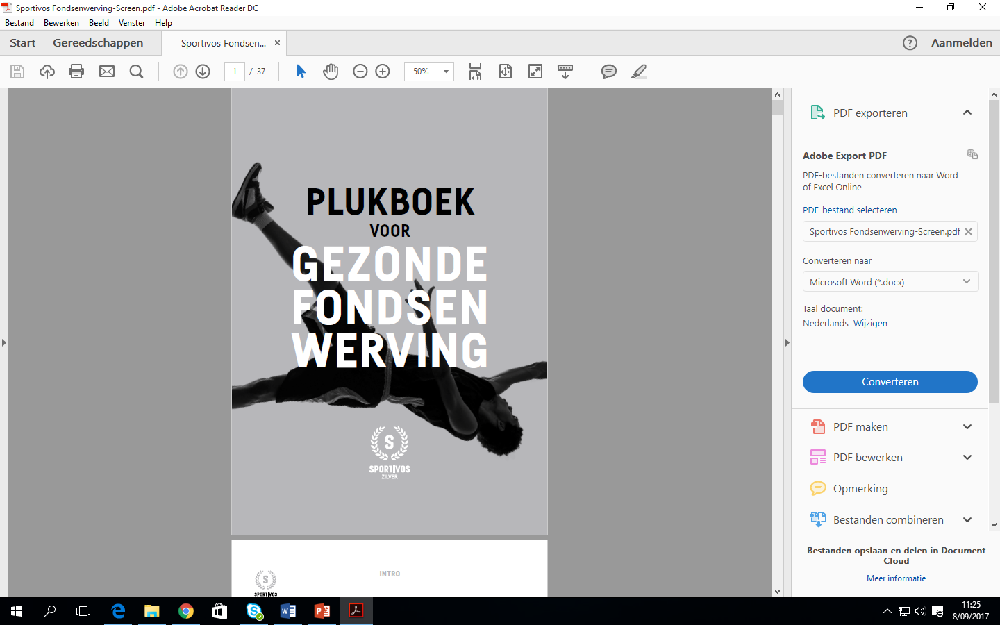 Sportivos Fondsenwerving-Screen.pdf - Adobe Acrobat Reader DC
Bestand Bewerken Beeld Venster Help
Start Gereedschappen Sportivos Fondsen... Aanmelden
1 / 37 50%
PLUKBOEK
VOOR
GEZONDE
FONDSEN
WERVING
S
SPORTIVOS
ZILVER
S
SPORTIVOS
INTRO
PDF exporteren
Adobe Export PDF
PDF-bestanden converteren naar Word
of Excel Online
PDF-bestand selecteren
Sportivos Fondsenwerving-Screen.pdf
Converteren naar
Microsoft Word (*.docx)
Taal document:
Nederlands Wijzigen
Converteren
PDF maken
PDF bewerken
Opmerking
Bestanden combineren
Bestanden opslaan en delen in Document
Cloud
Meer informatie
11:25
8/09/2017